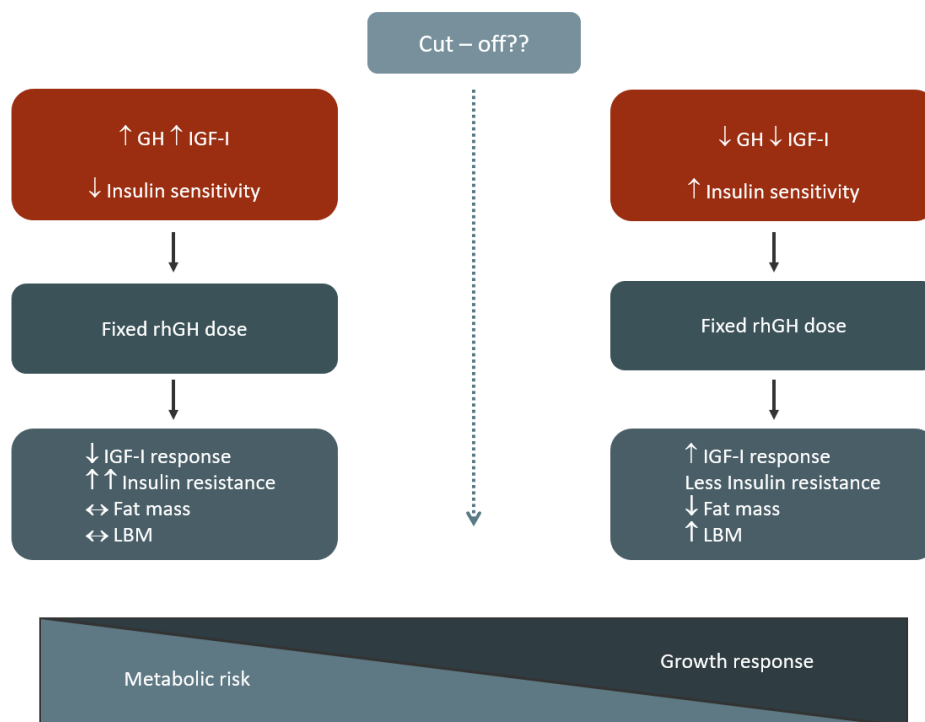 Cut – off??
↑ GH ↑ IGF-I
↓ Insulin sensitivity
Fixed rhGH dose
↓ IGF-I response
↑ ↑ Insulin resistance
↔ Fat mass
↔ LBM
↓ GH ↓ IGF-I
↑ Insulin sensitivity
Fixed rhGH dose
↑ IGF-I response
Less Insulin resistance
↓ Fat mass
↑ LBM
Metabolic risk
Growth response